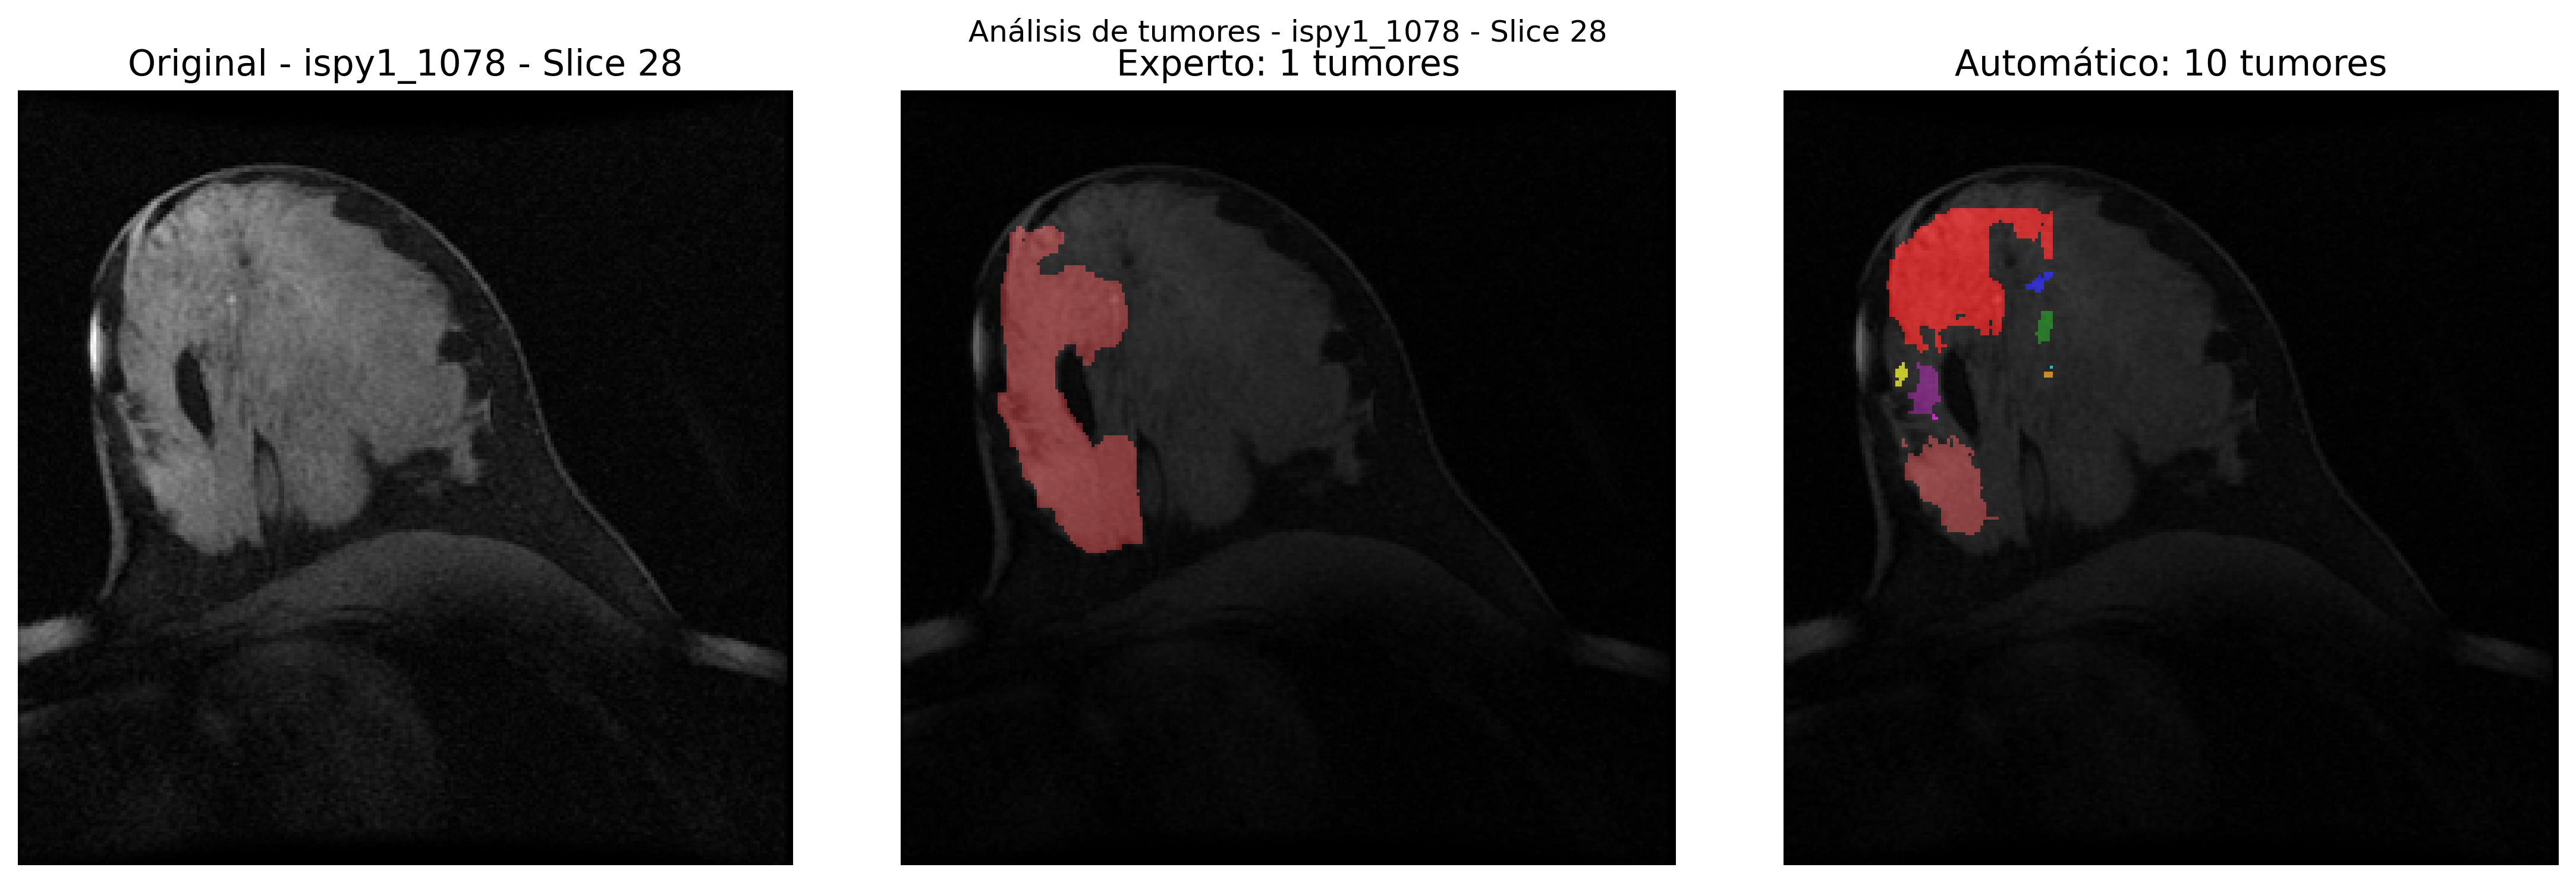 Análisis de tumores - ispy1_1078 - Slice 28
Original - ispy1_1078 - Slice 28
Experto: 1 tumores
Automático: 10 tumores